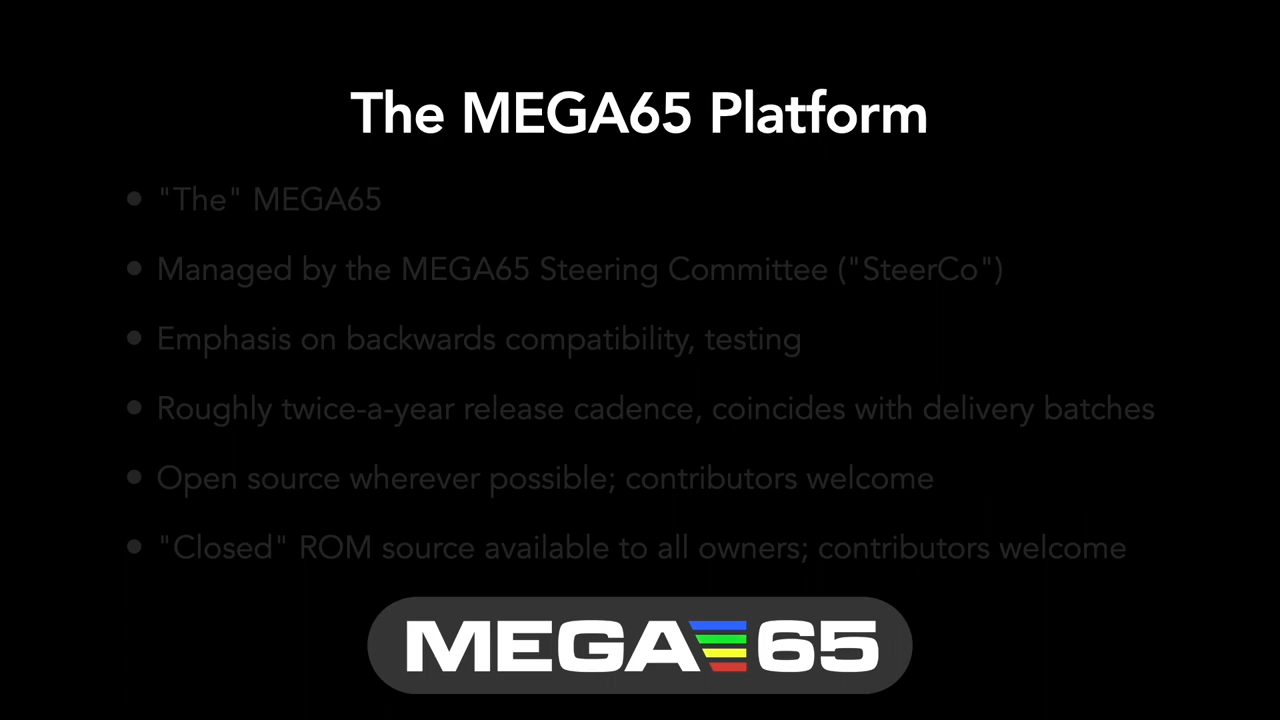 The MEGA65 Platform
• "The" MEGA65
• Managed by the MEGA65 Steering Committee ("SteerCo")
• Emphasis on backwards compatibility, testing
• Roughly twice-a-year release cadence, coincides with delivery batches
• Open source wherever possible; contributors welcome
• "Closed" ROM source available to all owners; contributors welcome
MEGA65